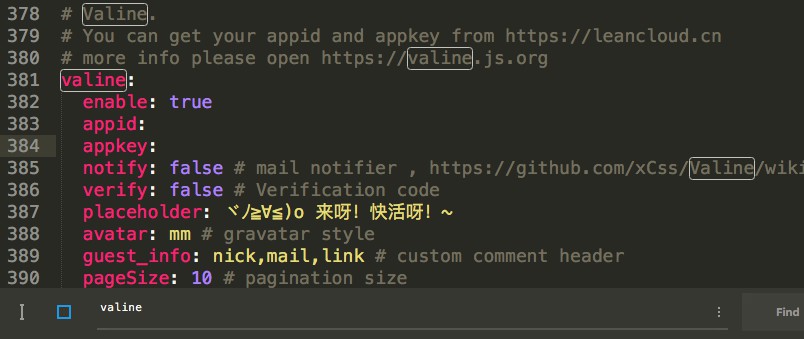 378 # Valine.
379 # You can get your appid and appkey from https://leancloud.cn
380 # more info please open https://valine.js.org
381 valine:
382 enable: true
383 appid:
384 appkey:
385 notify: false # mail notifier , https://github.com/xCss/Valine/wiki
386 verify: false # Verification code
387 placeholder: ヾﾉ≧∀≦)o 来呀！快活呀！~
388 avatar: mm # gravatar style
389 guest_info: nick,mail,link # custom comment header
390 pageSize: 10 # pagination size
valine Find